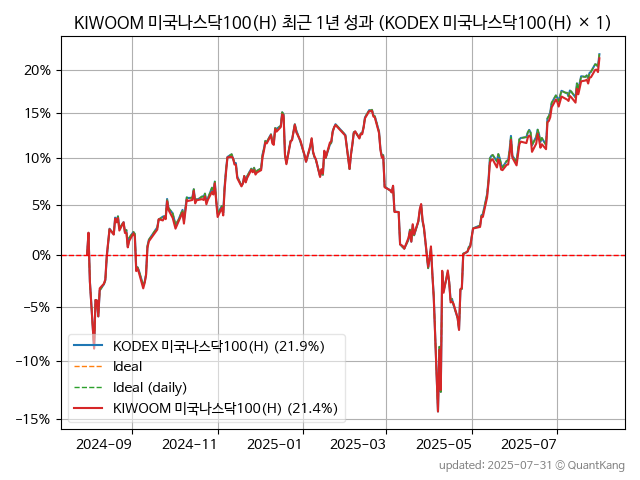 KIWOOM 미국나스닥100(H) 최근 1년 성과 (KODEX 미국나스닥100(H) × 1)
20%
15%
10%
5%
0%
−5%
−10%
−15%
KODEX 미국나스닥100(H) (21.9%)
Ideal
Ideal (daily)
KIWOOM 미국나스닥100(H) (21.4%)
2024-09 2024-11 2025-01 2025-03 2025-05 2025-07
updated: 2025-07-31 © QuantKang